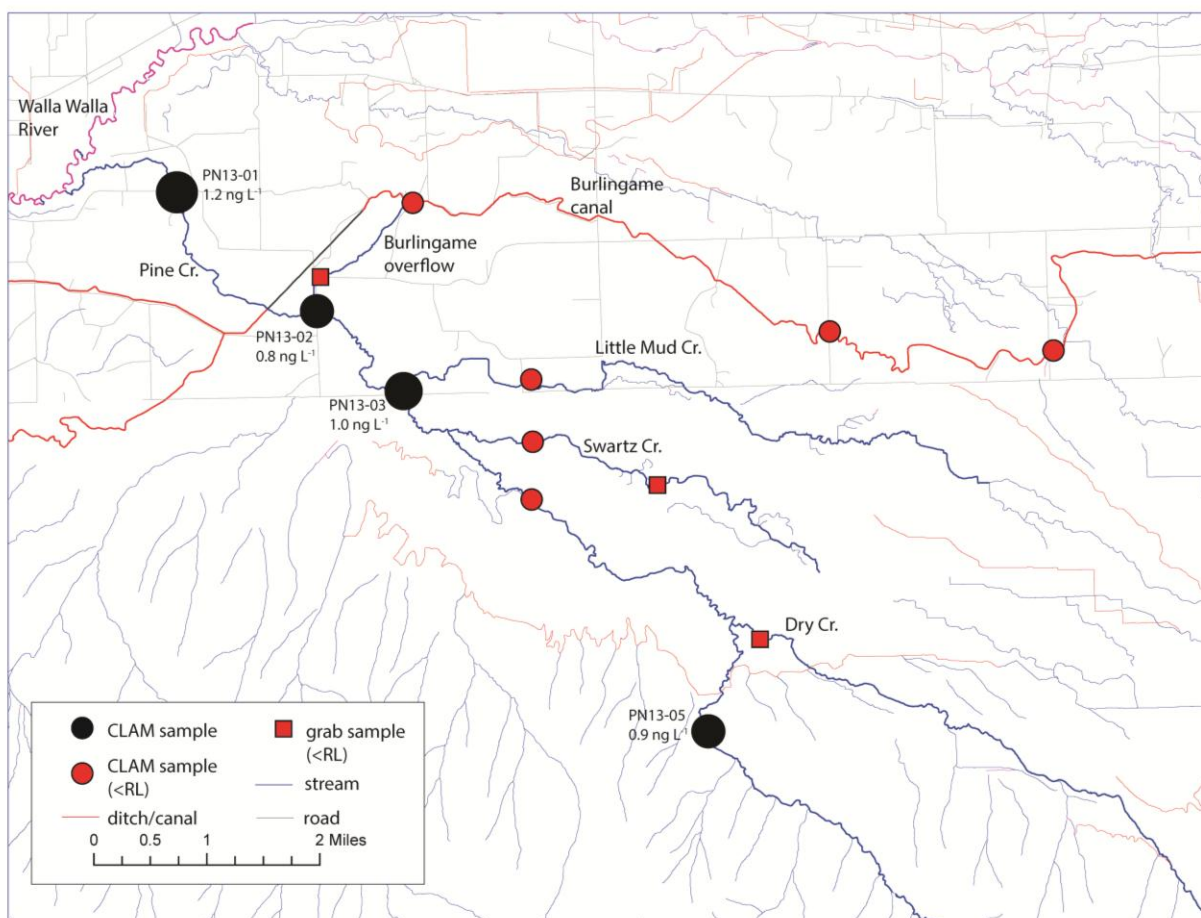 Walla Walla
River
PN13-01
1.2 ng L⁻¹
Burlingame
canal
Burlingame
overflow
Pine Cr.
PN13-02
0.8 ng L⁻¹
Little Mud Cr.
PN13-03
1.0 ng L⁻¹
Swartz Cr.
Dry Cr.
PN13-05
0.9 ng L⁻¹
CLAM sample
grab sample
(<RL)
CLAM sample
(<RL)
stream
ditch/canal
road
0 0.5 1 2 Miles